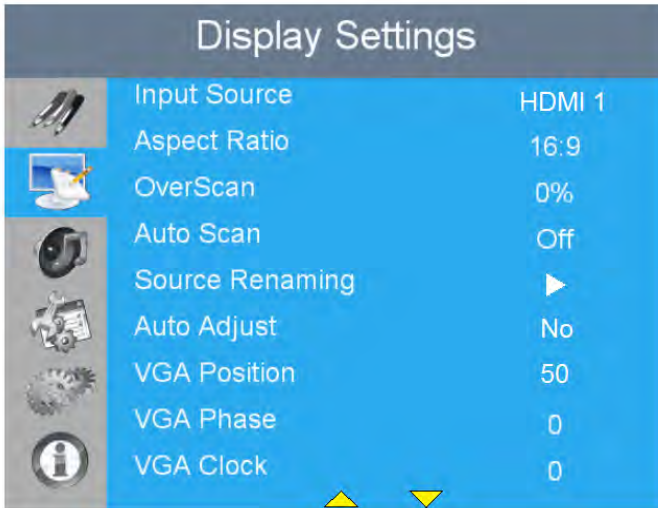 Display Settings
Input Source HDMI 1
Aspect Ratio 16:9
OverScan 0%
Auto Scan Off
Source Renaming
Auto Adjust No
VGA Position 50
VGA Phase 0
VGA Clock 0